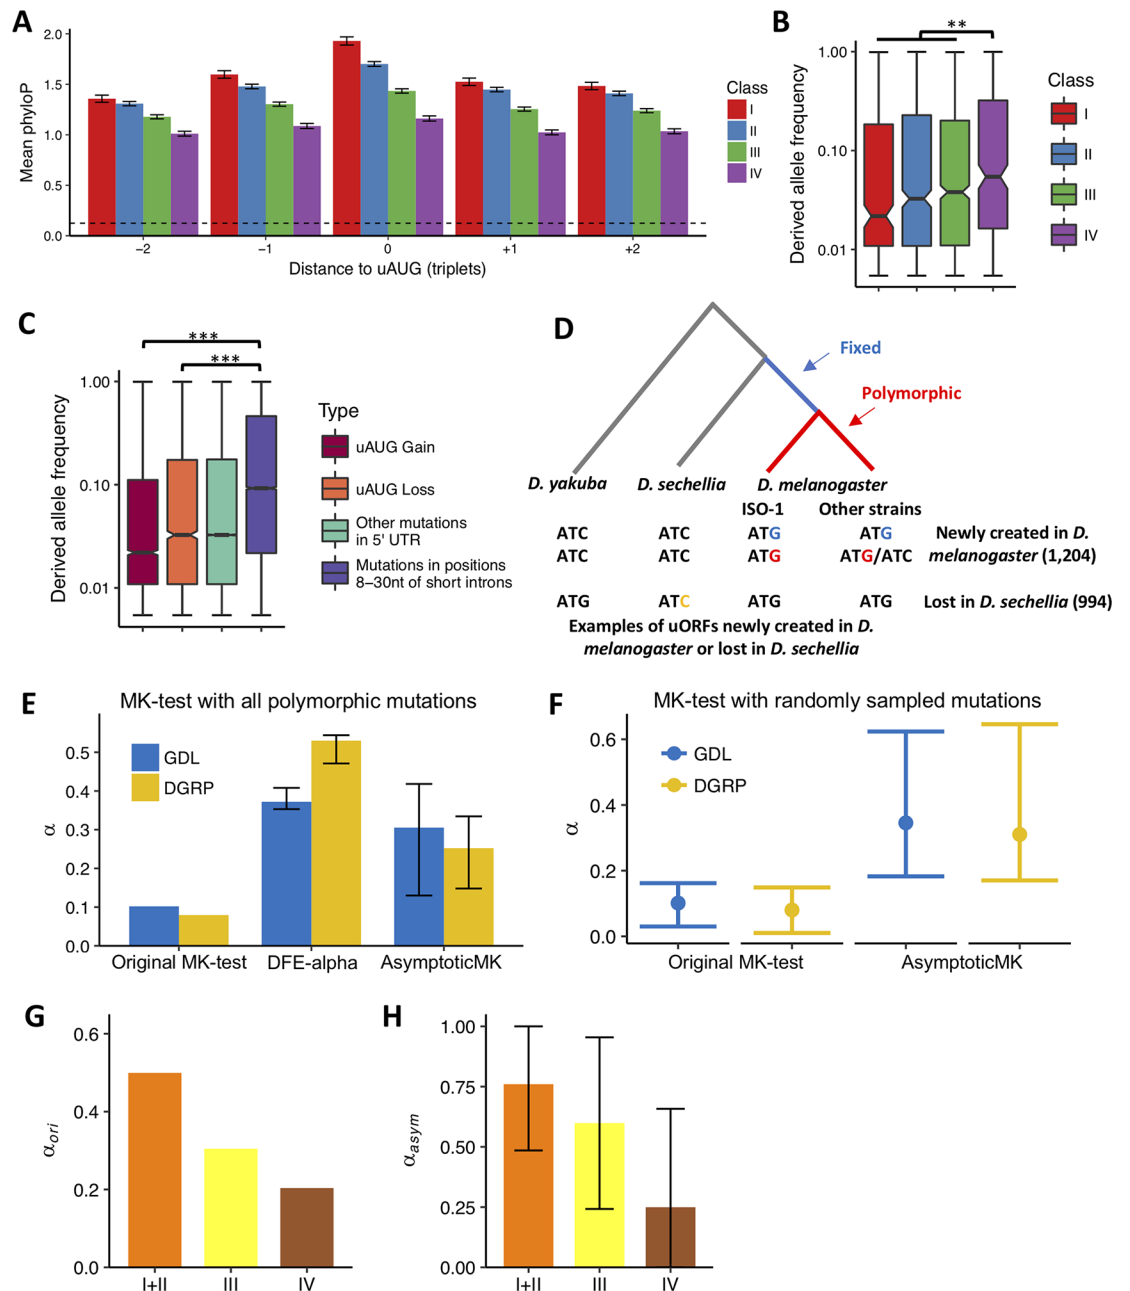 A
2.0
1.5
1.0
0.5
0.0
Mean phyloP
−2
−1
0
+1
+2
Distance to uAUG (triplets)
Class
I
II
III
IV
B
**
1.00
0.10
0.01
Derived allele frequency
Class
I
II
III
IV
C
***
***
1.00
0.10
0.01
Derived allele frequency
Type
uAUG Gain
uAUG Loss
Other mutations
in 5' UTR
Mutations in positions
8−30nt of short introns
D
Fixed
Polymorphic
D. yakuba D. sechellia D. melanogaster
ISO-1 Other strains
ATC ATC ATG ATG Newly created in D.
ATC ATC ATG ATG/ATC melanogaster (1,204)
ATG ATC ATG ATG Lost in D. sechellia (994)
Examples of uORFs newly created in D.
melanogaster or lost in D. sechellia
E
MK-test with all polymorphic mutations
GDL
DGRP
0.5
0.4
0.3
0.2
0.1
0.0
α
Original MK-test DFE-alpha AsymptoticMK
F
MK-test with randomly sampled mutations
GDL
DGRP
0.6
0.4
0.2
0.0
α
Original MK-test AsymptoticMK
G
0.6
0.4
0.2
0.0
αori
I+II III IV
H
1.00
0.75
0.50
0.25
0.00
αasym
I+II III IV